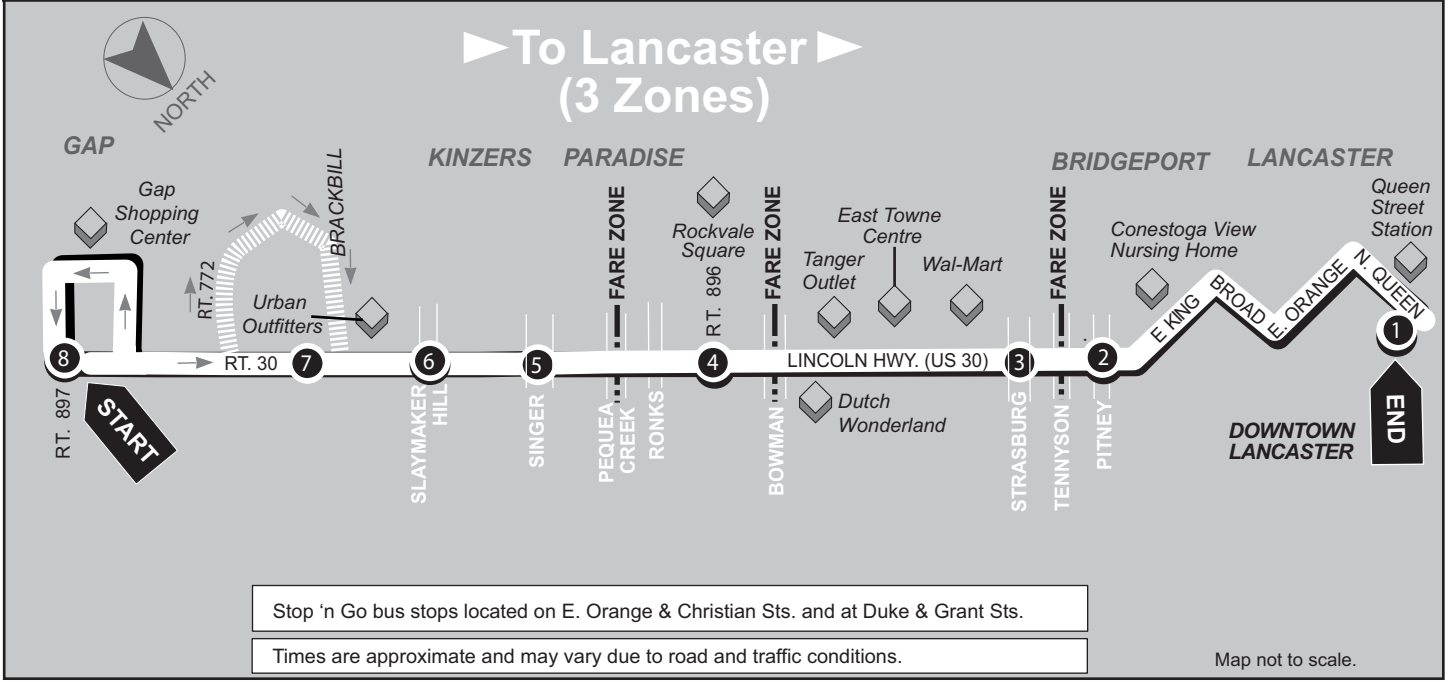 To Lancaster
(3 Zones)
NORTH
GAP
KINZERS
PARADISE
BRIDGEPORT
LANCASTER
Gap
Shopping
Center
BRACKBILL
RT. 772
Urban
Outfitters
FARE ZONE
Rockvale
Square
RT. 896
FARE ZONE
Tanger
Outlet
East Towne
Centre
Wal-Mart
FARE ZONE
Conestoga View
Nursing Home
Queen
Street
Station
E KING
BROAD
E. ORANGE
N. QUEEN
8
RT. 30
7
6
5
4
LINCOLN HWY. (US 30)
3
2
1
RT. 897
START
SLAYMAKER
HILL
SINGER
PEQUEA
CREEK
RONKS
BOWMAN
Dutch
Wonderland
STRASBURG
TENNYSON
PITNEY
DOWNTOWN
LANCASTER
END
Stop ‘n Go bus stops located on E. Orange & Christian Sts. and at Duke & Grant Sts.
Times are approximate and may vary due to road and traffic conditions.
Map not to scale.